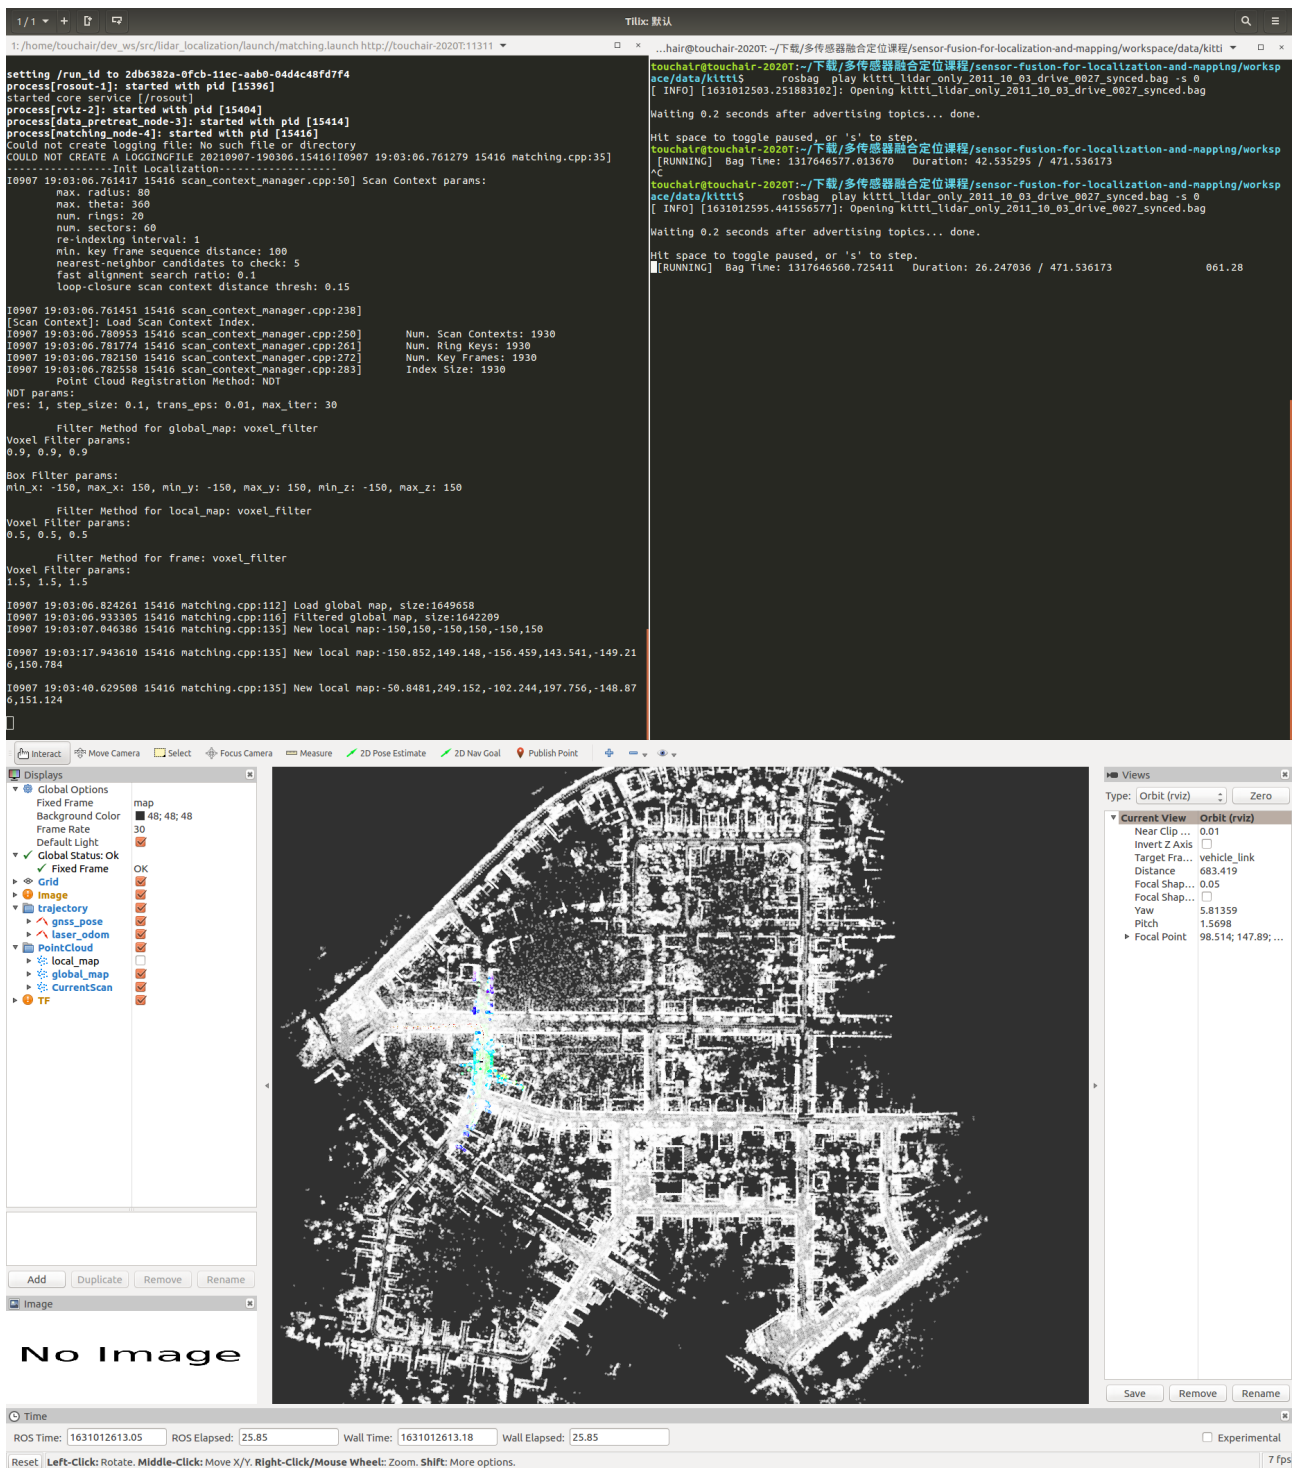 1 / 1
Tilix: 默认
1: /home/touchair/dev_ws/src/lidar_localization/launch/matching.launch http://touchair-2020T:11311
setting /run_id to 2db6382a-0fcb-11ec-aab0-04d4c48fd7f4
process[rosout-1]: started with pid [15396]
started core service [/rosout]
process[rviz-2]: started with pid [15404]
process[data_pretreat_node-3]: started with pid [15414]
process[matching_node-4]: started with pid [15416]
Could not create logging file: No such file or directory
COULD NOT CREATE A LOGGINGFILE 20210907-190306.15416!I0907 19:03:06.761279 15416 matching.cpp:35]
-----------------Init Localization-------------------
I0907 19:03:06.761417 15416 scan_context_manager.cpp:50] Scan Context params:
max. radius: 80
max. theta: 360
num. rings: 20
num. sectors: 60
re-indexing interval: 1
min. key frame sequence distance: 100
nearest-neighbor candidates to check: 5
fast alignment search ratio: 0.1
loop-closure scan context distance thresh: 0.15
I0907 19:03:06.761451 15416 scan_context_manager.cpp:238]
[Scan Context]: Load Scan Context Index.
I0907 19:03:06.780953 15416 scan_context_manager.cpp:250] Num. Scan Contexts: 1930
I0907 19:03:06.781774 15416 scan_context_manager.cpp:261] Num. Ring Keys: 1930
I0907 19:03:06.782150 15416 scan_context_manager.cpp:272] Num. Key Frames: 1930
I0907 19:03:06.782558 15416 scan_context_manager.cpp:283] Index Size: 1930
Point Cloud Registration Method: NDT
NDT params:
res: 1, step_size: 0.1, trans_eps: 0.01, max_iter: 30
Filter Method for global_map: voxel_filter
Voxel Filter params:
0.9, 0.9, 0.9
Box Filter params:
min_x: -150, max_x: 150, min_y: -150, max_y: 150, min_z: -150, max_z: 150
Filter Method for local_map: voxel_filter
Voxel Filter params:
0.5, 0.5, 0.5
Filter Method for frame: voxel_filter
Voxel Filter params:
1.5, 1.5, 1.5
I0907 19:03:06.824261 15416 matching.cpp:112] Load global map, size:1649658
I0907 19:03:06.933305 15416 matching.cpp:116] Filtered global map, size:1642209
I0907 19:03:07.046386 15416 matching.cpp:135] New local map:-150,150,-150,150,-150,150
I0907 19:03:17.943610 15416 matching.cpp:135] New local map:-150.852,149.148,-156.459,143.541,-149.21
6,150.784
I0907 19:03:40.629508 15416 matching.cpp:135] New local map:-50.8481,249.152,-102.244,197.756,-148.87
6,151.124
...hair@touchair-2020T: ~/下载/多传感器融合定位课程/sensor-fusion-for-localization-and-mapping/workspace/data/kitti
touchair@touchair-2020T:~/下载/多传感器融合定位课程/sensor-fusion-for-localization-and-mapping/worksp
ace/data/kitti$ rosbag play kitti_lidar_only_2011_10_03_drive_0027_synced.bag -s 0
[ INFO] [1631012503.251883102]: Opening kitti_lidar_only_2011_10_03_drive_0027_synced.bag
Waiting 0.2 seconds after advertising topics... done.
Hit space to toggle paused, or 's' to step.
touchair@touchair-2020T:~/下载/多传感器融合定位课程/sensor-fusion-for-localization-and-mapping/worksp
[RUNNING] Bag Time: 1317646577.013670 Duration: 42.535295 / 471.536173
^C
touchair@touchair-2020T:~/下载/多传感器融合定位课程/sensor-fusion-for-localization-and-mapping/worksp
ace/data/kitti$ rosbag play kitti_lidar_only_2011_10_03_drive_0027_synced.bag -s 0
[ INFO] [1631012595.441556577]: Opening kitti_lidar_only_2011_10_03_drive_0027_synced.bag
Waiting 0.2 seconds after advertising topics... done.
Hit space to toggle paused, or 's' to step.
[RUNNING] Bag Time: 1317646560.725411 Duration: 26.247036 / 471.536173 061.28
Interact Move Camera Select Focus Camera Measure 2D Pose Estimate 2D Nav Goal Publish Point
Displays
Global Options
Fixed Frame map
Background Color 48; 48; 48
Frame Rate 30
Default Light
Global Status: Ok
Fixed Frame OK
Grid
Image
trajectory
gnss_pose
laser_odom
PointCloud
local_map
global_map
CurrentScan
TF
Add Duplicate Remove Rename
Image
No Image
Views
Type: Orbit (rviz) Zero
Current View Orbit (rviz)
Near Clip ... 0.01
Invert Z Axis
Target Fra... vehicle_link
Distance 683.419
Focal Shap... 0.05
Focal Shap...
Yaw 5.81359
Pitch 1.5698
Focal Point 98.514; 147.89; ...
Save Remove Rename
Time
ROS Time: 1631012613.05 ROS Elapsed: 25.85 Wall Time: 1631012613.18 Wall Elapsed: 25.85 Experimental
Reset Left-Click: Rotate. Middle-Click: Move X/Y. Right-Click/Mouse Wheel:: Zoom. Shift: More options. 7 fps